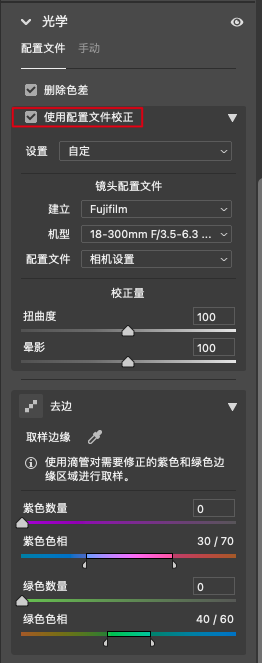 光学
配置文件 手动
删除色差
使用配置文件校正
设置 自定
镜头配置文件
建立 Fujifilm
机型 18-300mm F/3.5-6.3 ...
配置文件 相机设置
校正量
扭曲度 100
晕影 100
去边
取样边缘
使用滴管对需要修正的紫色和绿色边
缘区域进行取样。
紫色数量 0
紫色色相 30 / 70
绿色数量 0
绿色色相 40 / 60